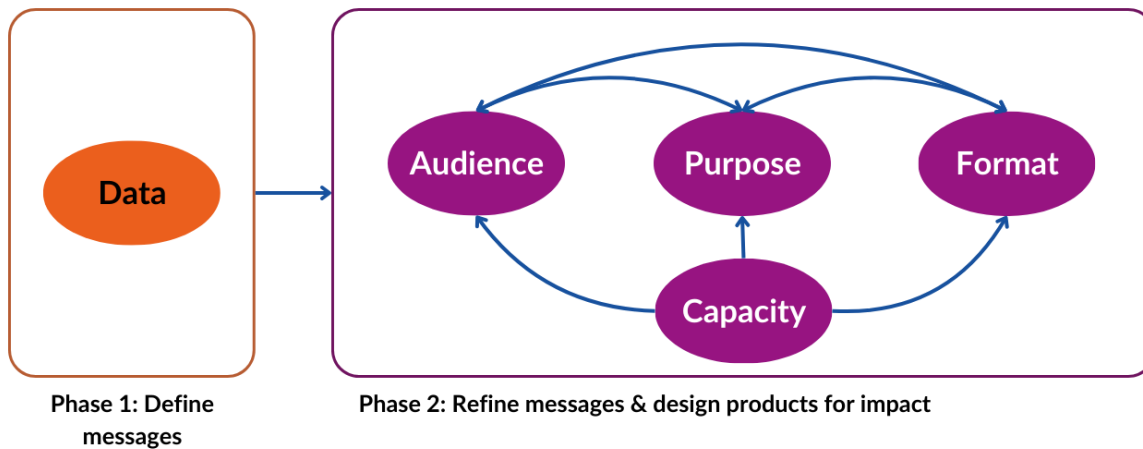 Data
Audience
Purpose
Format
Capacity
Phase 1: Define
messages
Phase 2: Refine messages & design products for impact